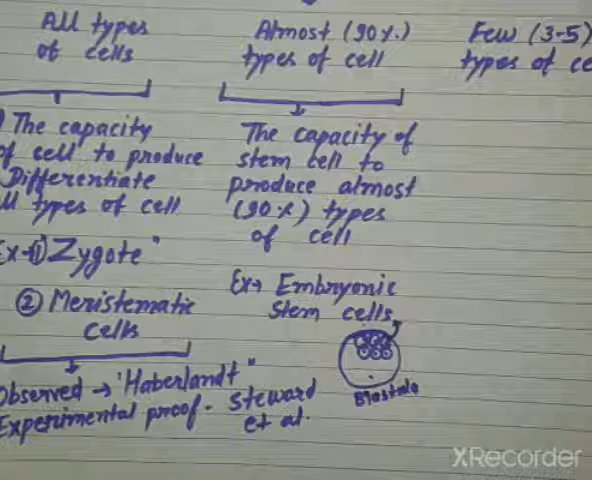 All types
of cells
Almost (90%)
types of cell
Few (3-5)
types of ce
The capacity
of cell to produce
Differentiate
ll types of cell
The capacity of
stem cell to
produce almost
(90%) types
of cell
Ex-① Zygote"
② Meristematic
cells
Ex→ Embryonic
stem cells
Observed → 'Haberlandt"
Experimental proof - Steward
et al.
Blastula
XRecorder